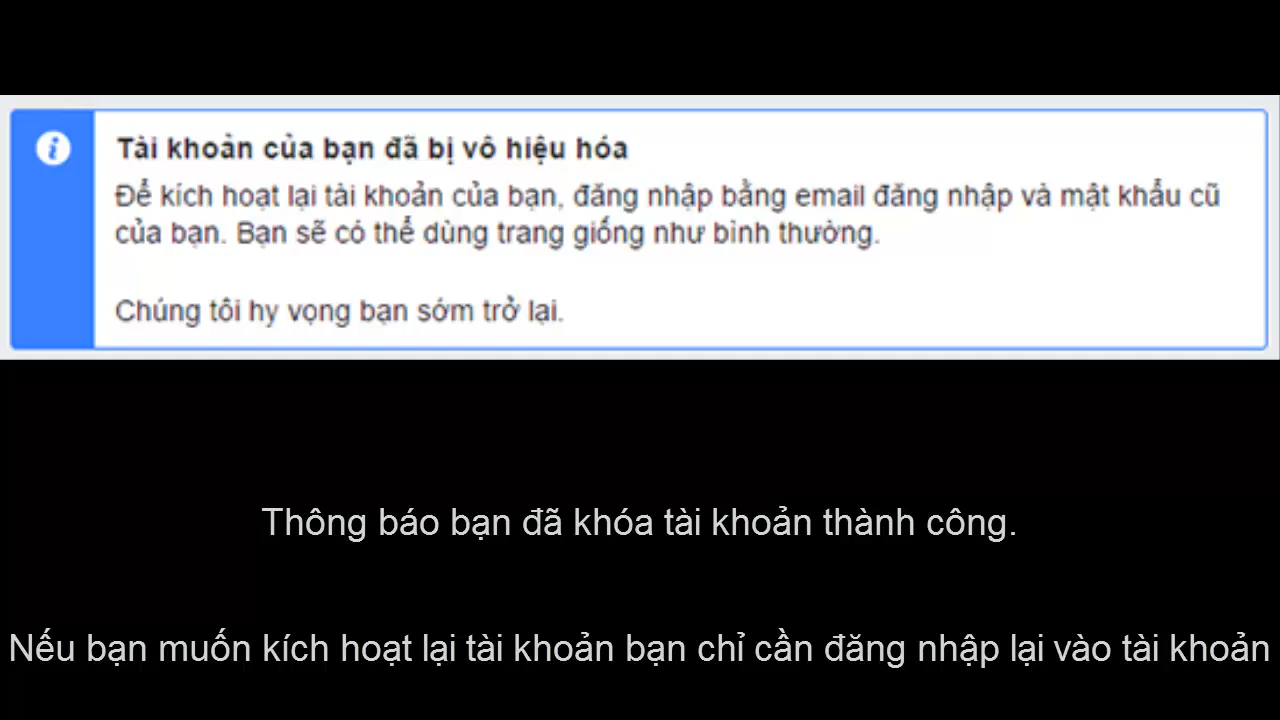 Tài khoản của bạn đã bị vô hiệu hóa
Để kích hoạt lại tài khoản của bạn, đăng nhập bằng email đăng nhập và mật khẩu cũ
của bạn. Bạn sẽ có thể dùng trang giống như bình thường.
Chúng tôi hy vọng bạn sớm trở lại.
Thông báo bạn đã khóa tài khoản thành công.
Nếu bạn muốn kích hoạt lại tài khoản bạn chỉ cần đăng nhập lại vào tài khoản